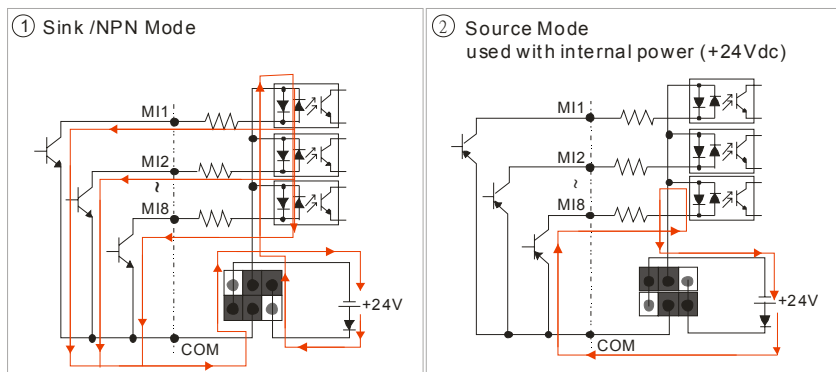 ① Sink /NPN Mode
MI1
MI2
~
MI8
+24V
COM
② Source Mode
used with internal power (+24Vdc)
MI1
MI2
~
MI8
+24V
COM